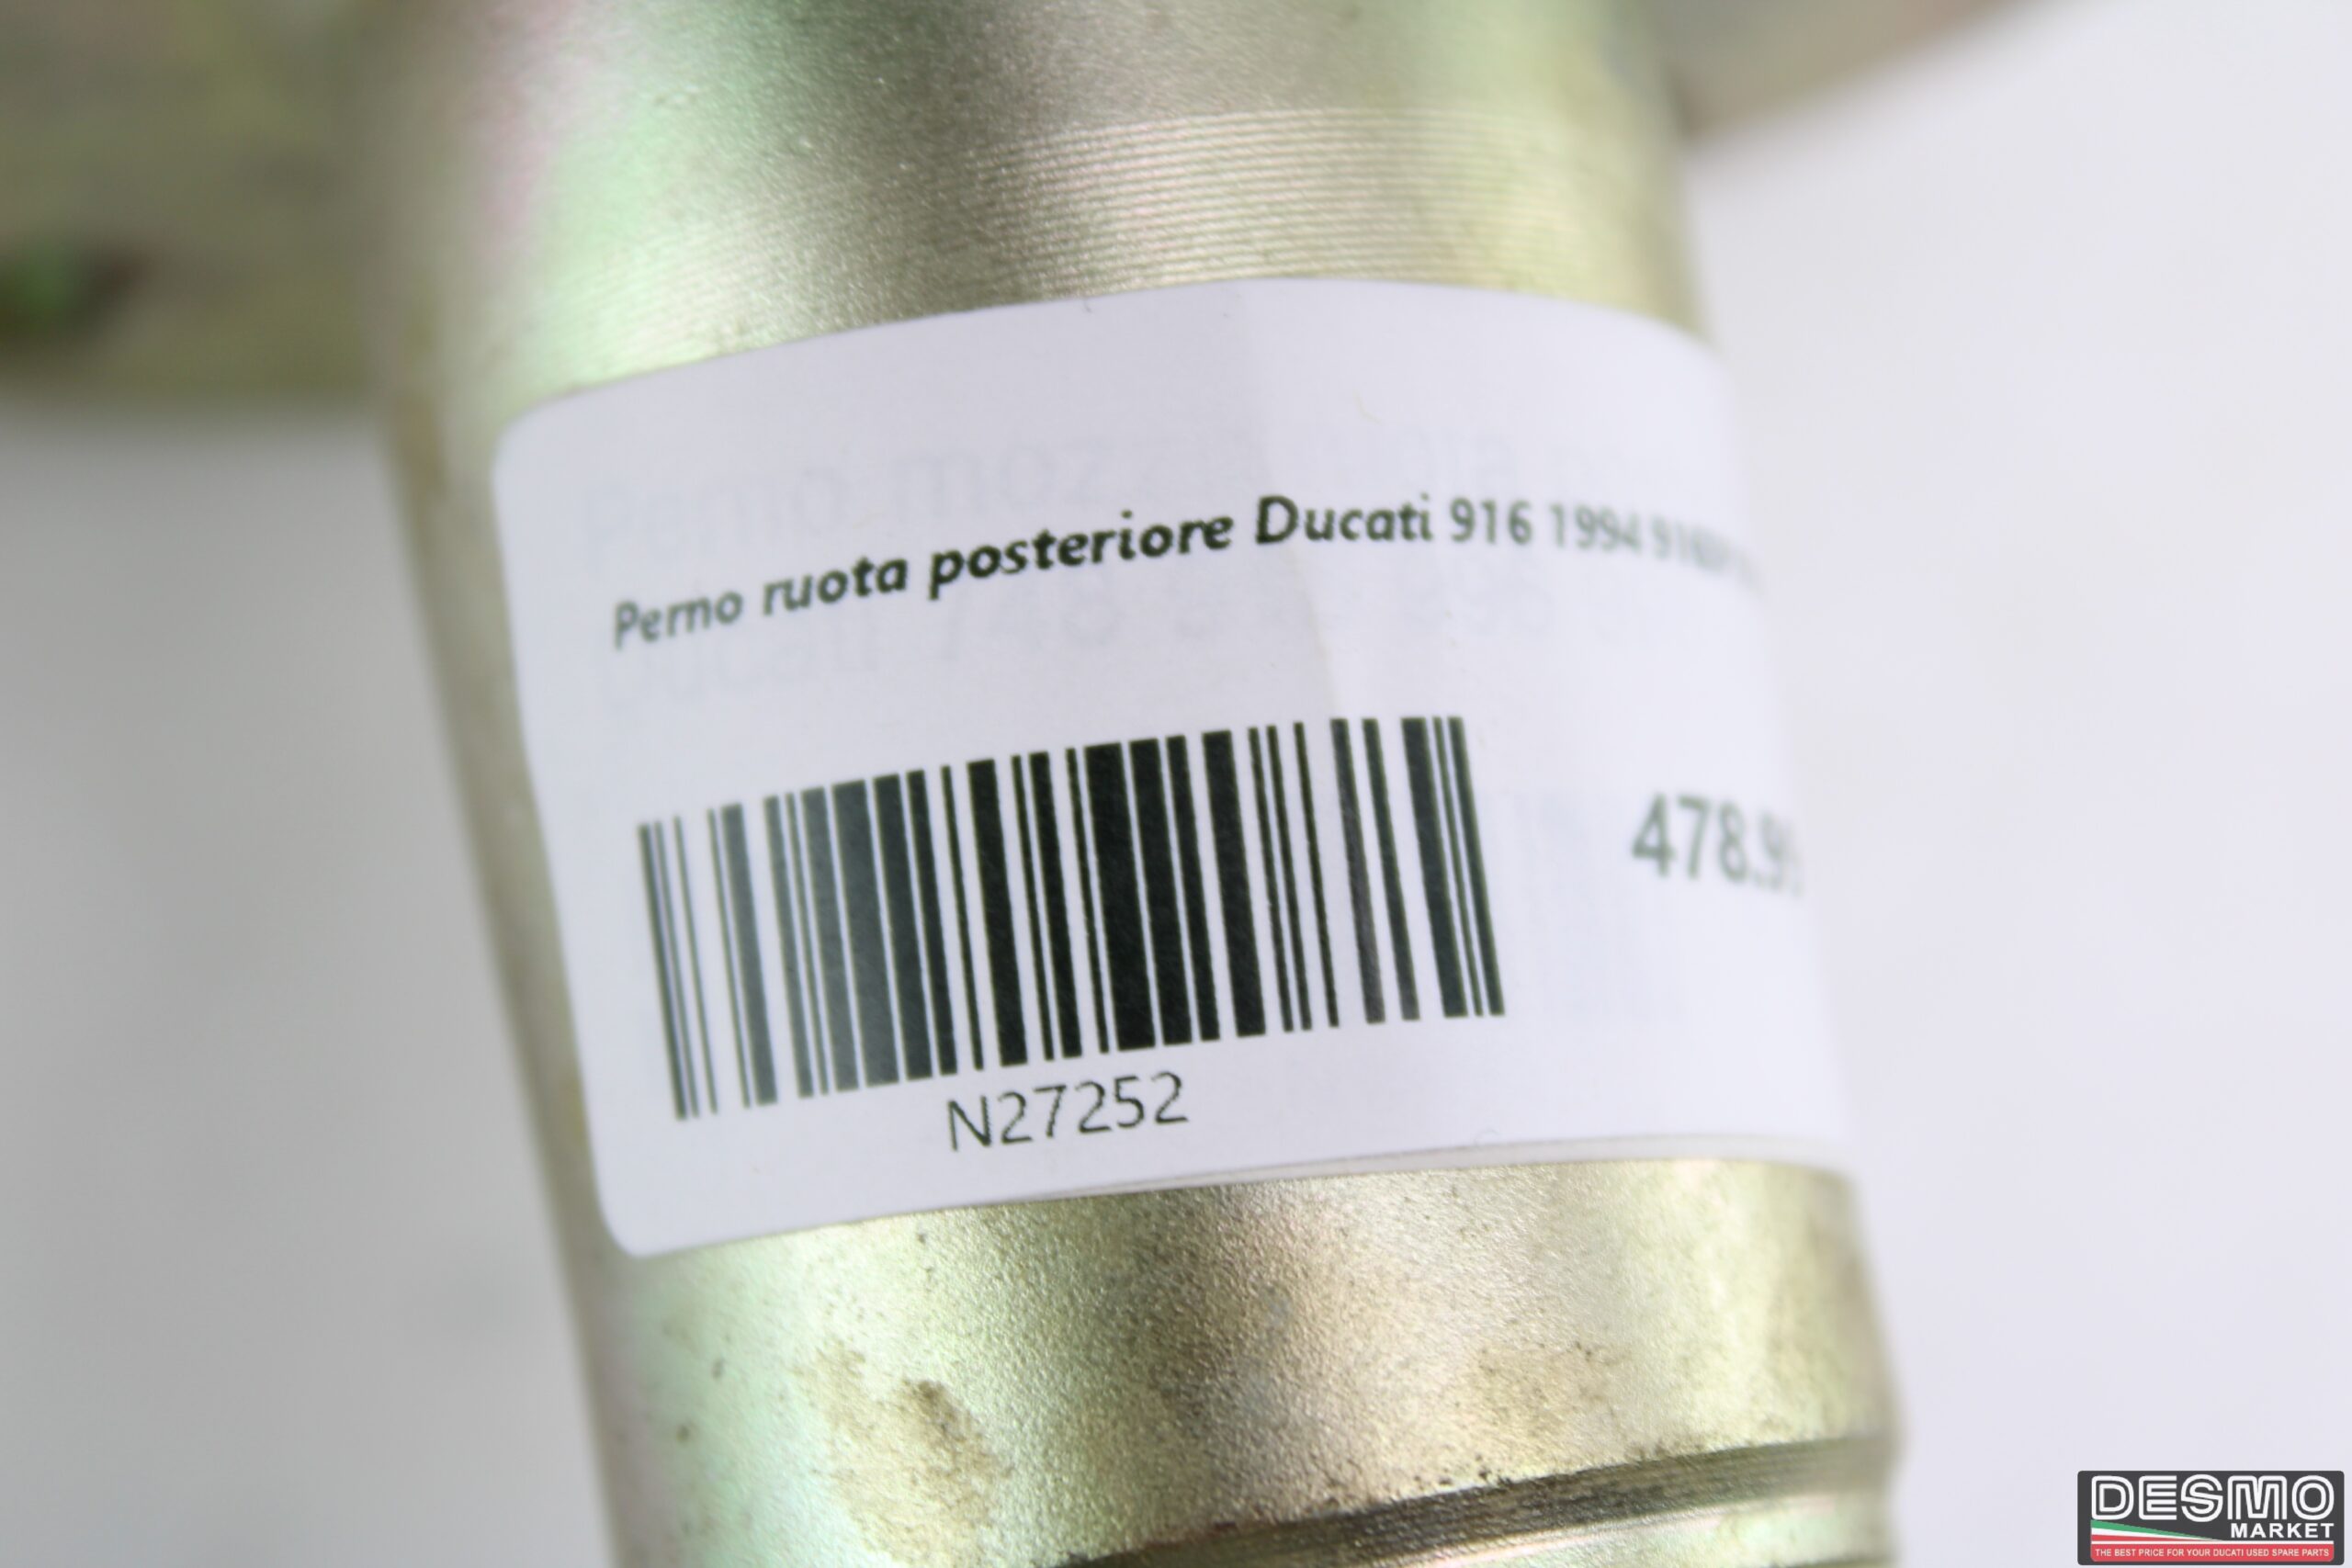 Perno ruota posteriore Ducati 916 1994
478.9
N27252
DESMO
MARKET
THE BEST PRICE FOR YOUR DUCATI USED SPARE PARTS